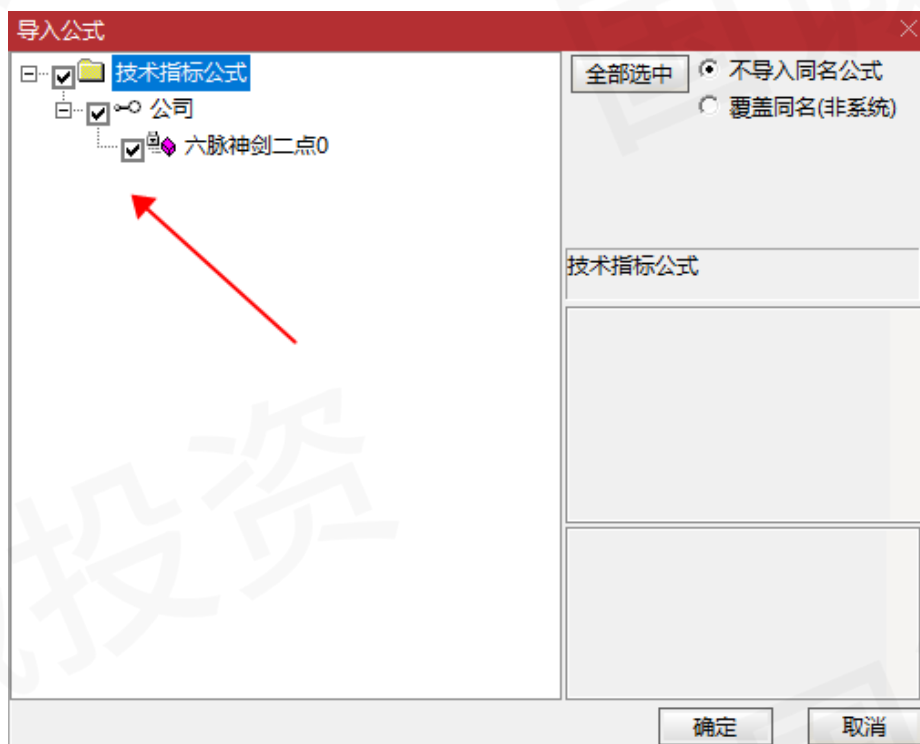 导入公式
技术指标公式
公司
六脉神剑二点0
全部选中
不导入同名公式
覆盖同名(非系统)
技术指标公式
确定
取消
投资